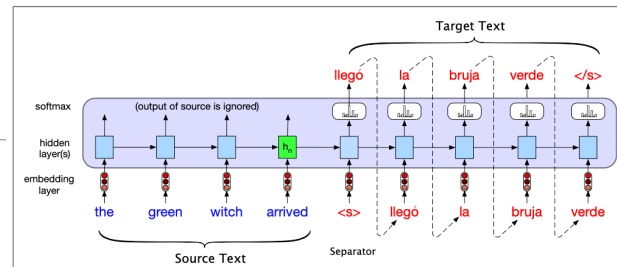 Target Text
llegó la bruja verde </s>
softmax (output of source is ignored)
hidden layer(s)
hn
embedding layer
the green witch arrived <s> llegó la bruja verde
Separator
Source Text